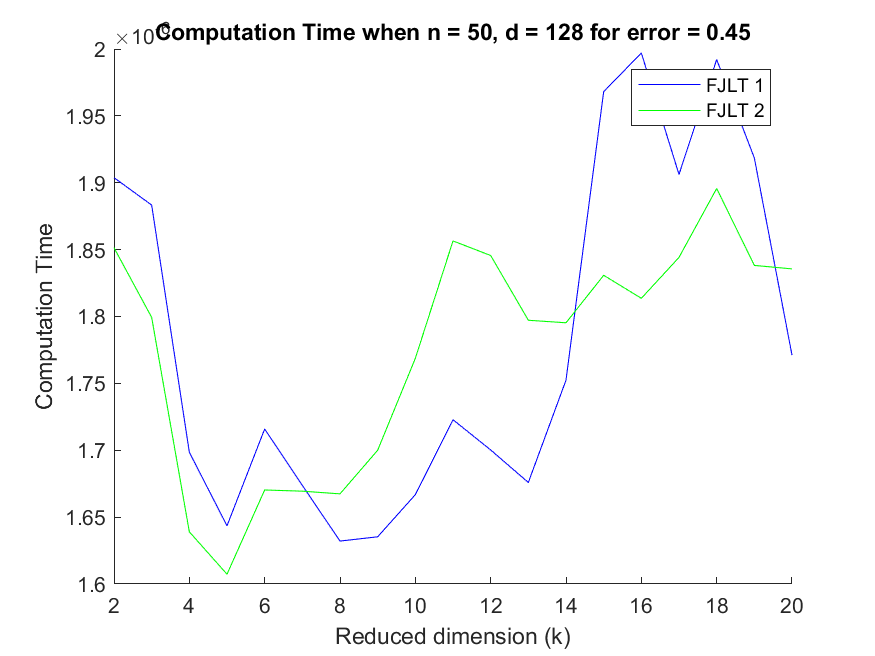 ×10
Computation Time when n = 50, d = 128 for error = 0.45
2
1.95
1.9
1.85
1.8
1.75
1.7
1.65
1.6
Computation Time
FJLT 1
FJLT 2
2 4 6 8 10 12 14 16 18 20
Reduced dimension (k)